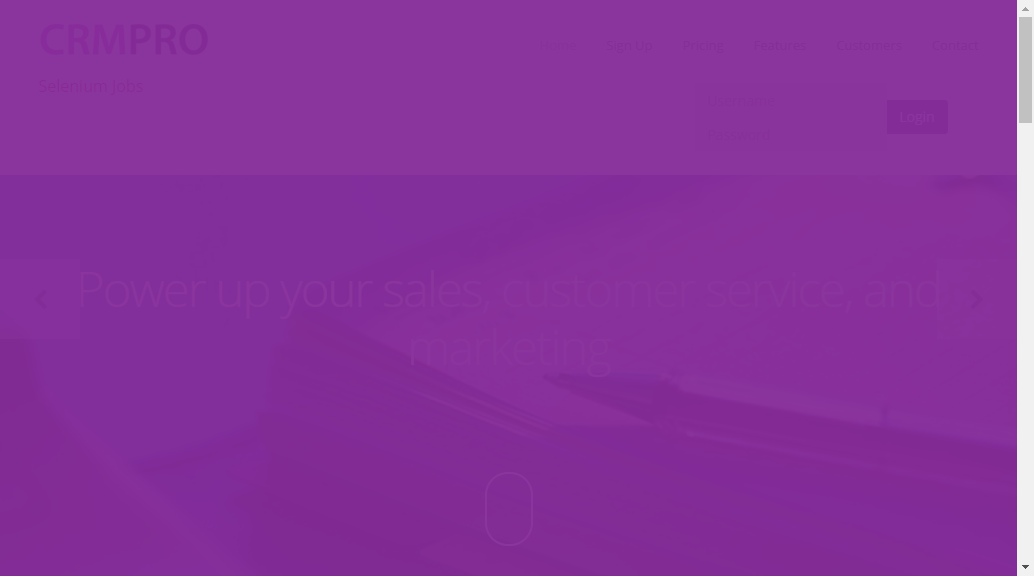 CRMPRO
Home Sign Up Pricing Features Customers Contact
Selenium Jobs
Username
Login
Password
Power up your sales, customer service, and
marketing